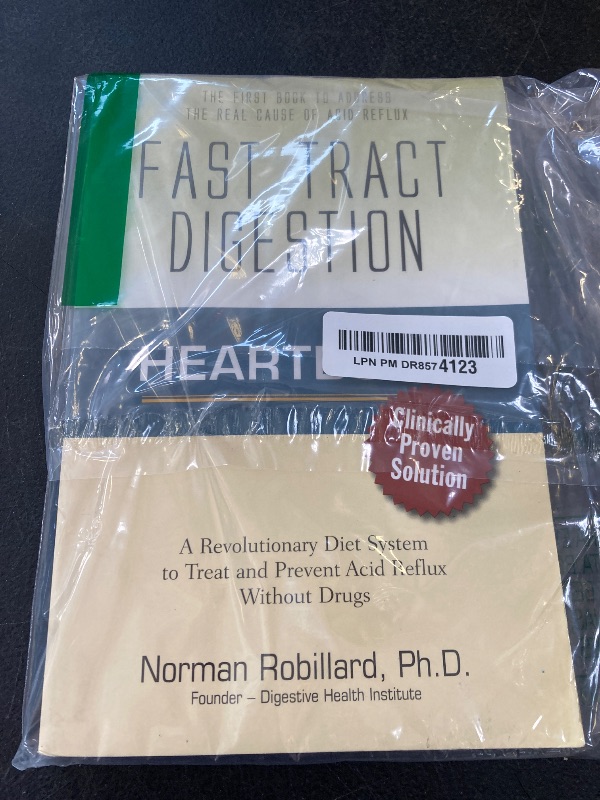 THE FIRST BOOK TO ADDRESS
THE REAL CAUSE OF ACID REFLUX
FAST TRACT
DIGESTION
HEARTB
LPN PM DR8574123
Clinically
Proven
Solution
A Revolutionary Diet System
to Treat and Prevent Acid Reflux
Without Drugs
Norman Robillard, Ph.D.
Founder – Digestive Health Institute